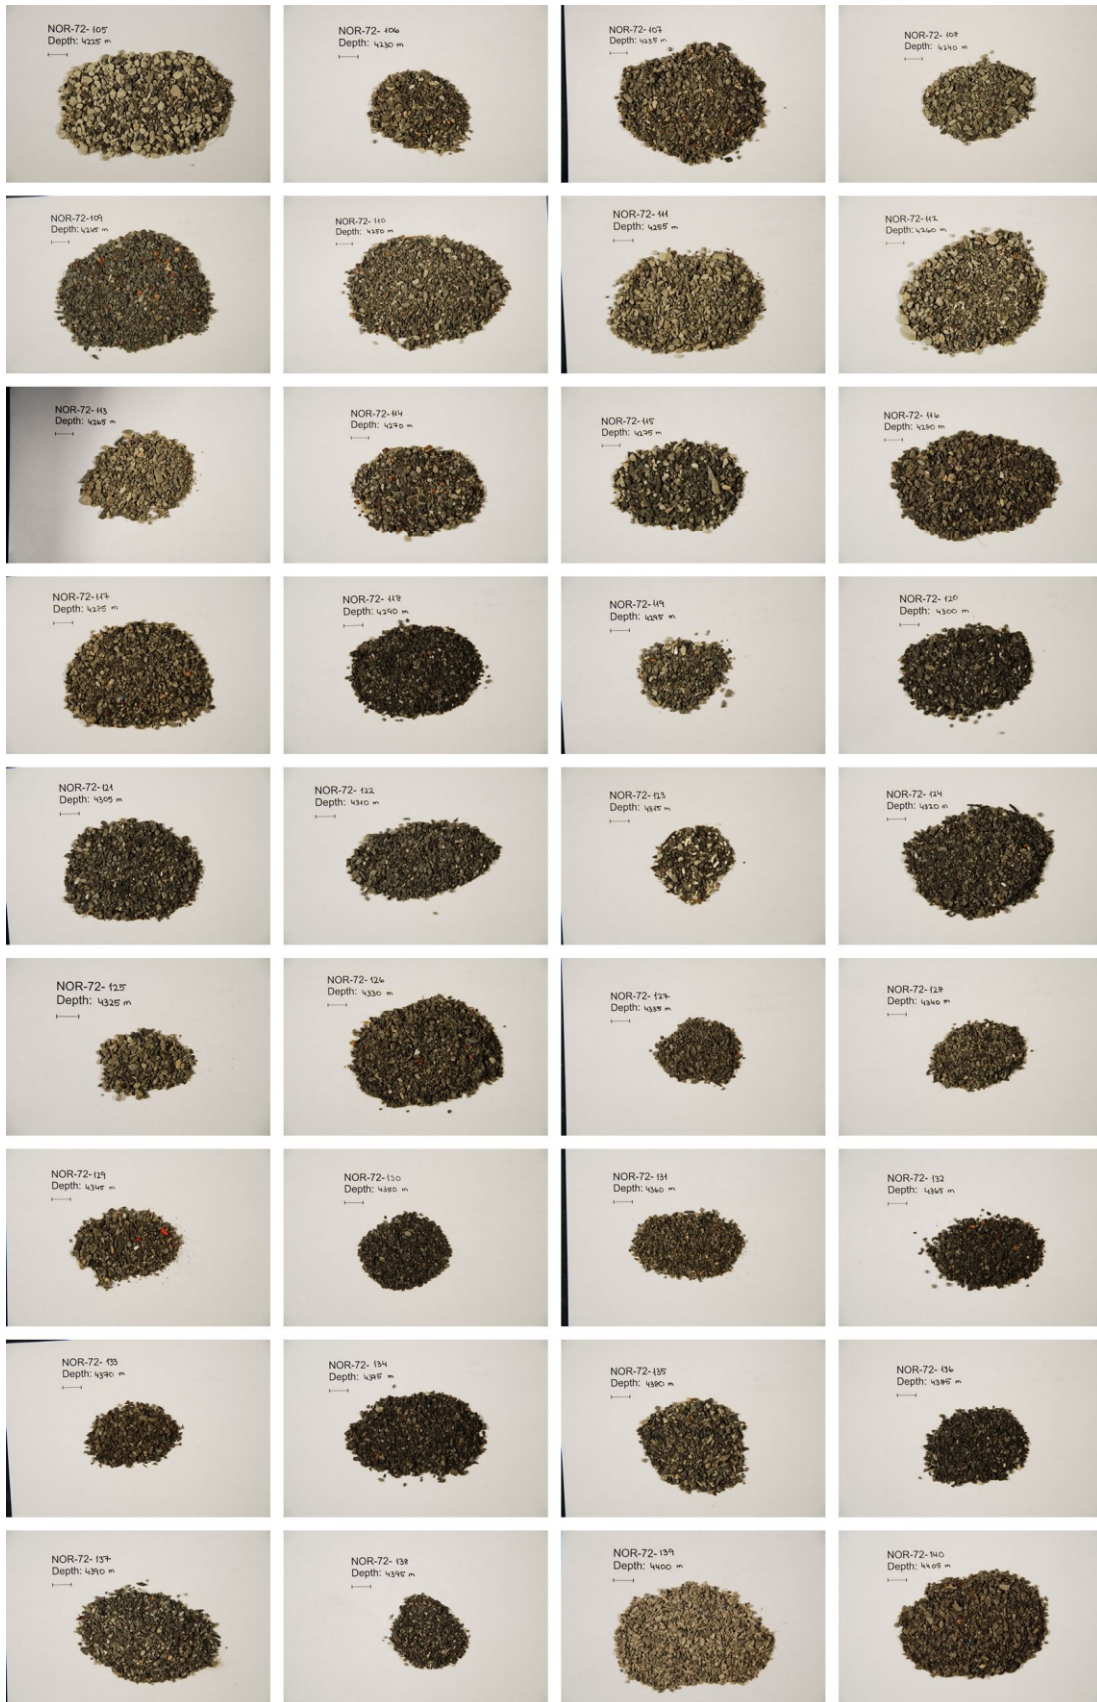 NOR-72-105
Depth: 4225 m
NOR-72-106
Depth: 4230 m
NOR-72-107
Depth: 4235 m
NOR-72-108
Depth: 4240 m
NOR-72-109
Depth: 4245 m
NOR-72-110
Depth: 4250 m
NOR-72-111
Depth: 4255 m
NOR-72-112
Depth: 4260 m
NOR-72-113
Depth: 4265 m
NOR-72-114
Depth: 4270 m
NOR-72-115
Depth: 4275 m
NOR-72-116
Depth: 4280 m
NOR-72-117
Depth: 4275 m
NOR-72-118
Depth: 4290 m
NOR-72-119
Depth: 4295 m
NOR-72-120
Depth: 4300 m
NOR-72-121
Depth: 4305 m
NOR-72-122
Depth: 4310 m
NOR-72-123
Depth: 4315 m
NOR-72-124
Depth: 4320 m
NOR-72-125
Depth: 4325 m
NOR-72-126
Depth: 4330 m
NOR-72-127
Depth: 4335 m
NOR-72-128
Depth: 4340 m
NOR-72-129
Depth: 4345 m
NOR-72-130
Depth: 4350 m
NOR-72-131
Depth: 4360 m
NOR-72-132
Depth: 4365 m
NOR-72-133
Depth: 4370 m
NOR-72-134
Depth: 4375 m
NOR-72-135
Depth: 4380 m
NOR-72-136
Depth: 4385 m
NOR-72-137
Depth: 4390 m
NOR-72-138
Depth: 4395 m
NOR-72-139
Depth: 4400 m
NOR-72-140
Depth: 4405 m